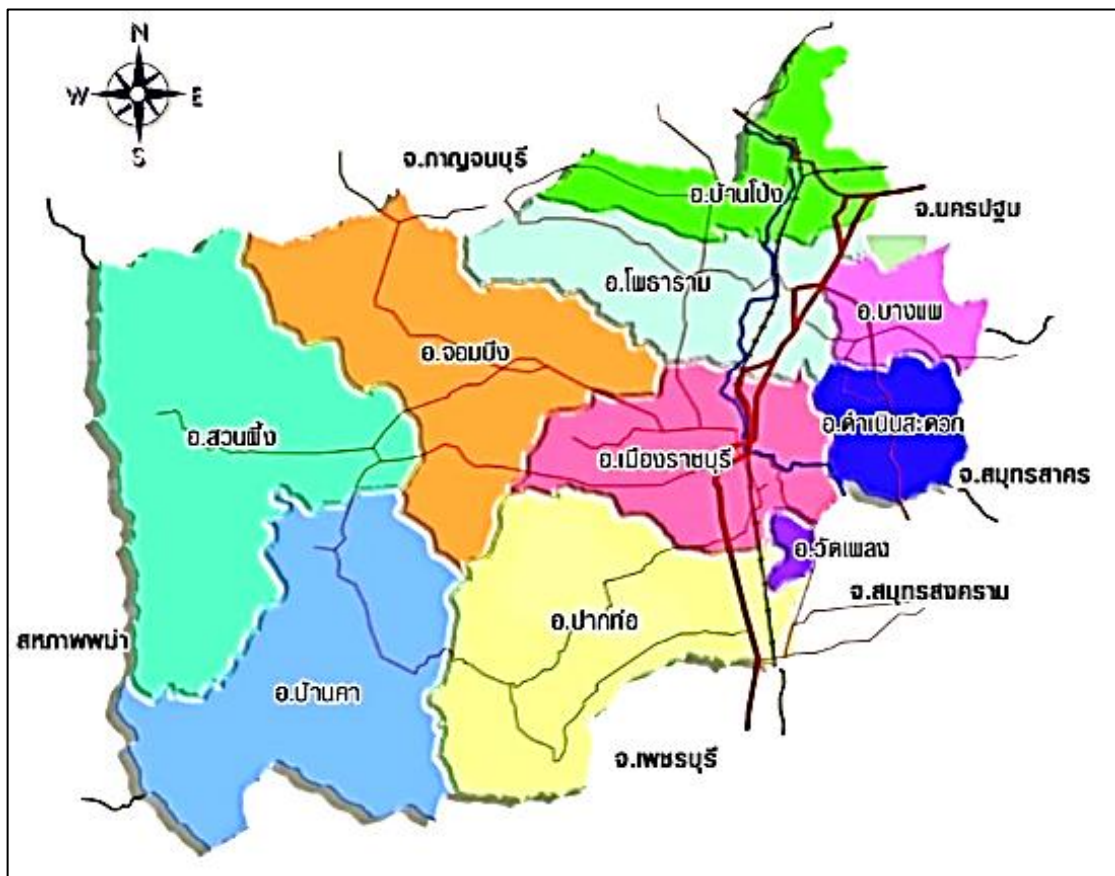 N
W E
S
จ.กาญจนบุรี
อ.บ้านโป่ง
จ.นครปฐม
อ.โพธาราม
อ.บางแพ
อ.จอมบึง
อ.สวนผึ้ง
อ.ดำเนินสะดวก
อ.เมืองราชบุรี
จ.สมุทรสาคร
อ.วัดเพลง
จ.สมุทรสงคราม
อ.ปากท่อ
สหภาพพม่า
อ.บ้านคา
จ.เพชรบุรี